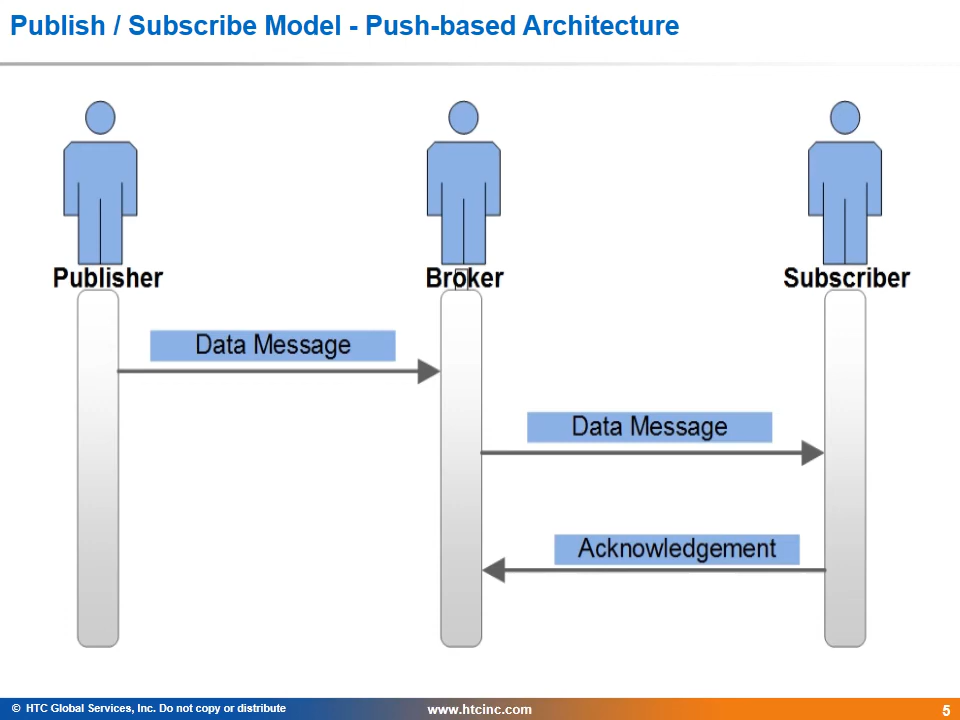 Publish / Subscribe Model - Push-based Architecture
Publisher
Broker
Subscriber
Data Message
Data Message
Acknowledgement
© HTC Global Services, Inc. Do not copy or distribute
www.htcinc.com
5